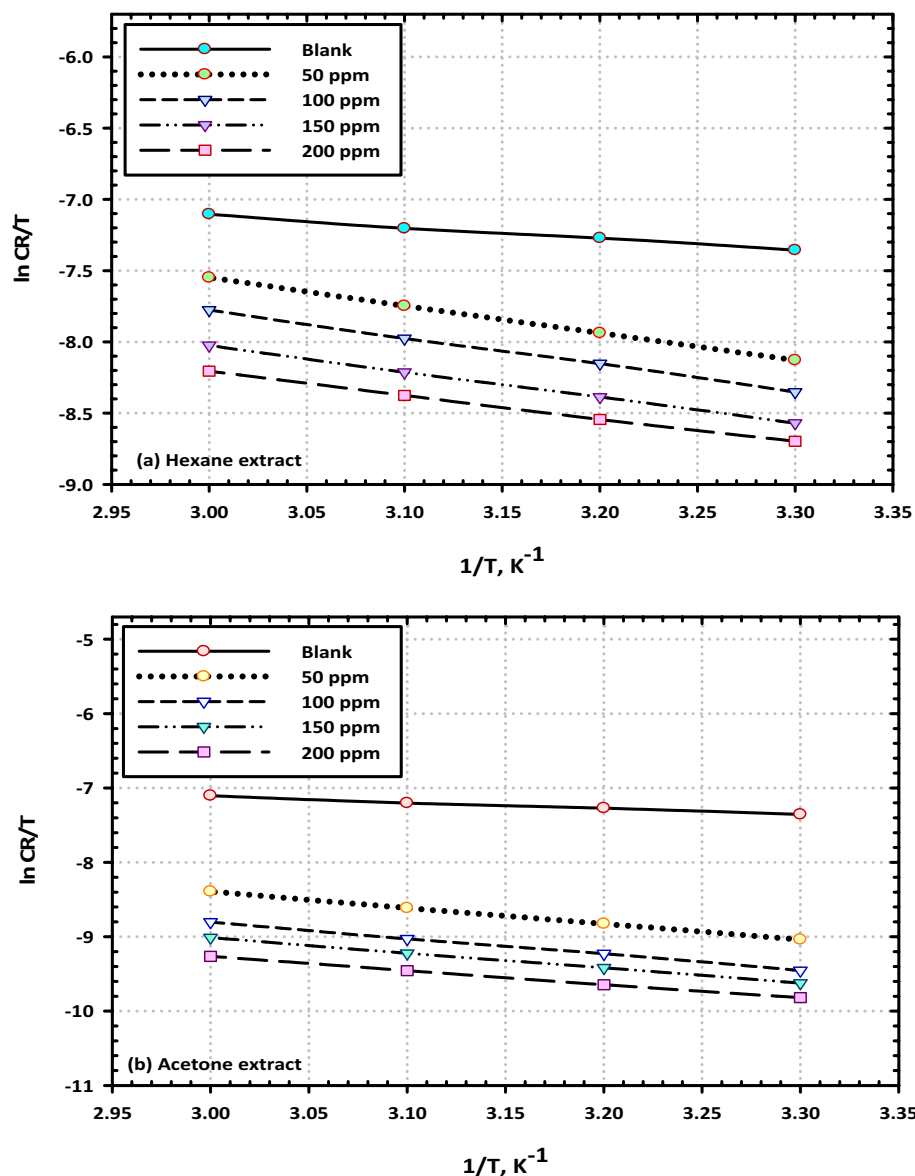 Blank
50 ppm
100 ppm
150 ppm
200 ppm
-6.0
-6.5
-7.0
-7.5
-8.0
-8.5
-9.0
ln CR/T
(a) Hexane extract
2.95 3.00 3.05 3.10 3.15 3.20 3.25 3.30 3.35
1/T, K-1
Blank
50 ppm
100 ppm
150 ppm
200 ppm
-5
-6
-7
-8
-9
-10
-11
ln CR/T
(b) Acetone extract
2.95 3.00 3.05 3.10 3.15 3.20 3.25 3.30 3.35
1/T, K-1